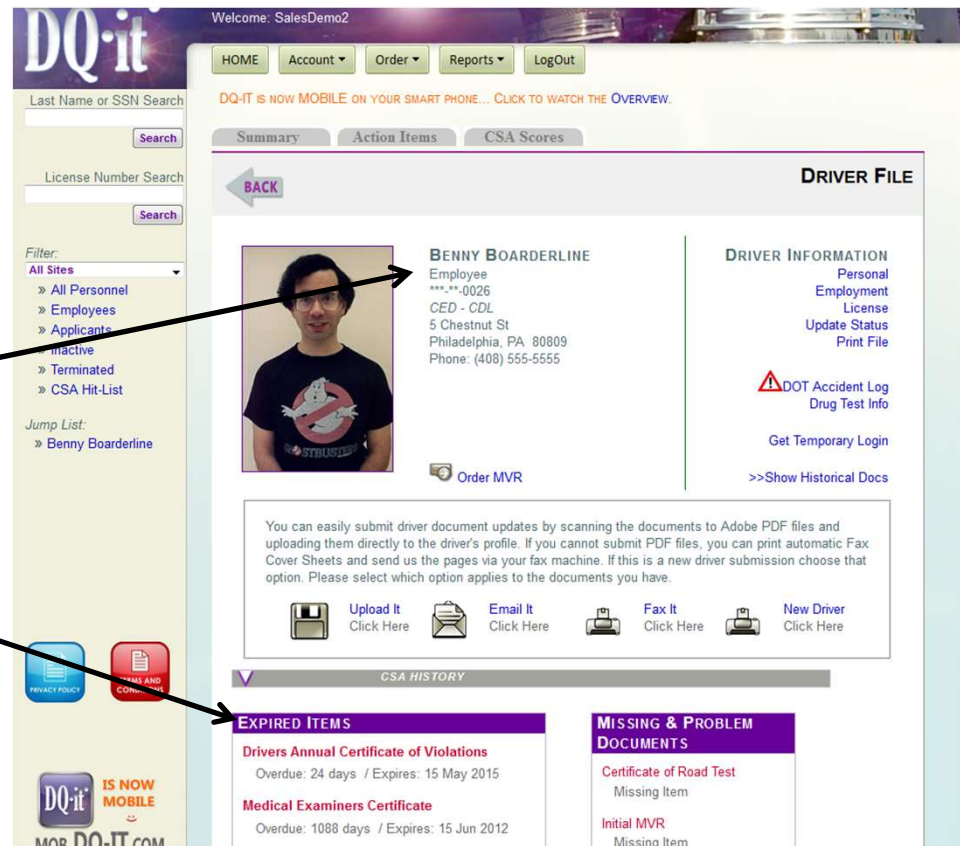 DQ·it
Welcome: SalesDemo2
HOME Account Order Reports LogOut
DQ-IT IS NOW MOBILE ON YOUR SMART PHONE... CLICK TO WATCH THE OVERVIEW.
Last Name or SSN Search
Search
License Number Search
Search
Filter:
All Sites
» All Personnel
» Employees
» Applicants
» Inactive
» Terminated
» CSA Hit-List
Jump List:
» Benny Boarderline
PRIVACY POLICY
TERMS AND CONDITIONS
DQ·it
IS NOW
MOBILE
MOB.DQ-IT.COM
Summary Action Items CSA Scores
BACK
DRIVER FILE
GHOSTBUSTERS
BENNY BOARDERLINE
Employee
***-**-0026
CED - CDL
5 Chestnut St
Philadelphia, PA 80809
Phone: (408) 555-5555
Order MVR
DRIVER INFORMATION
Personal
Employment
License
Update Status
Print File
DOT Accident Log
Drug Test Info
Get Temporary Login
>>Show Historical Docs
You can easily submit driver document updates by scanning the documents to Adobe PDF files and
uploading them directly to the driver's profile. If you cannot submit PDF files, you can print automatic Fax
Cover Sheets and send us the pages via your fax machine. If this is a new driver submission choose that
option. Please select which option applies to the documents you have.
Upload It
Click Here
Email It
Click Here
Fax It
Click Here
New Driver
Click Here
CSA HISTORY
EXPIRED ITEMS
Drivers Annual Certificate of Violations
Overdue: 24 days / Expires: 15 May 2015
Medical Examiners Certificate
Overdue: 1088 days / Expires: 15 Jun 2012
MISSING & PROBLEM
DOCUMENTS
Certificate of Road Test
Missing Item
Initial MVR
Missing Item